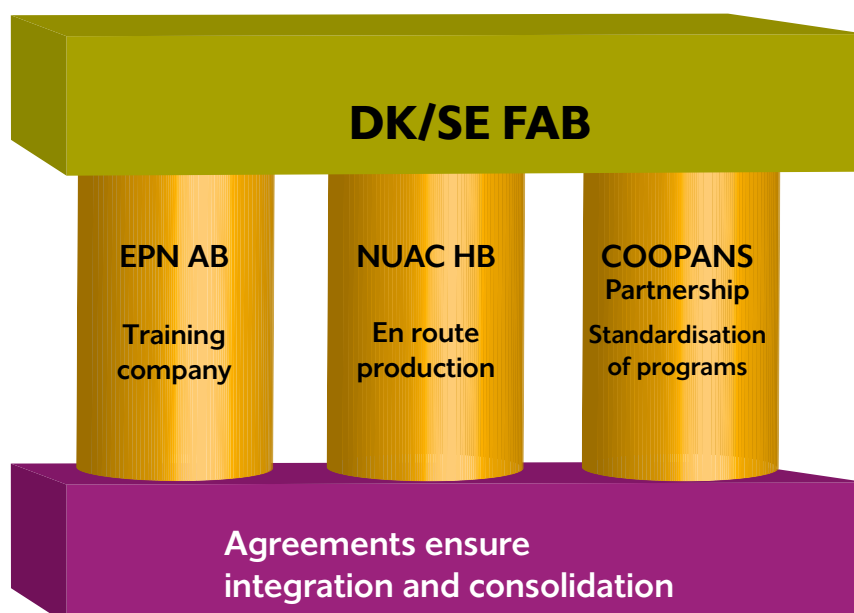 DK/SE FAB
EPN AB
Training
company
NUAC HB
En route
production
COOPANS
Partnership
Standardisation
of programs
Agreements ensure
integration and consolidation